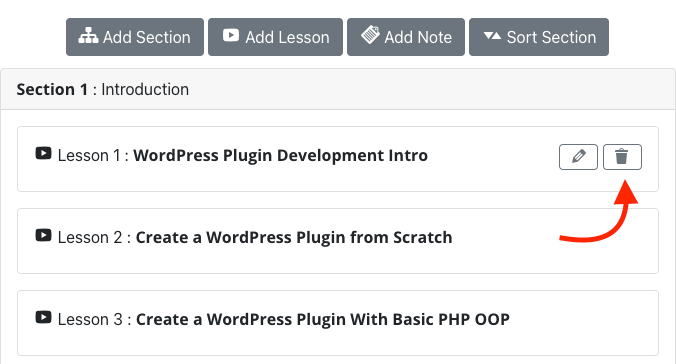 Add Section Add Lesson Add Note Sort Section
Section 1 : Introduction
Lesson 1 : WordPress Plugin Development Intro
Lesson 2 : Create a WordPress Plugin from Scratch
Lesson 3 : Create a WordPress Plugin With Basic PHP OOP